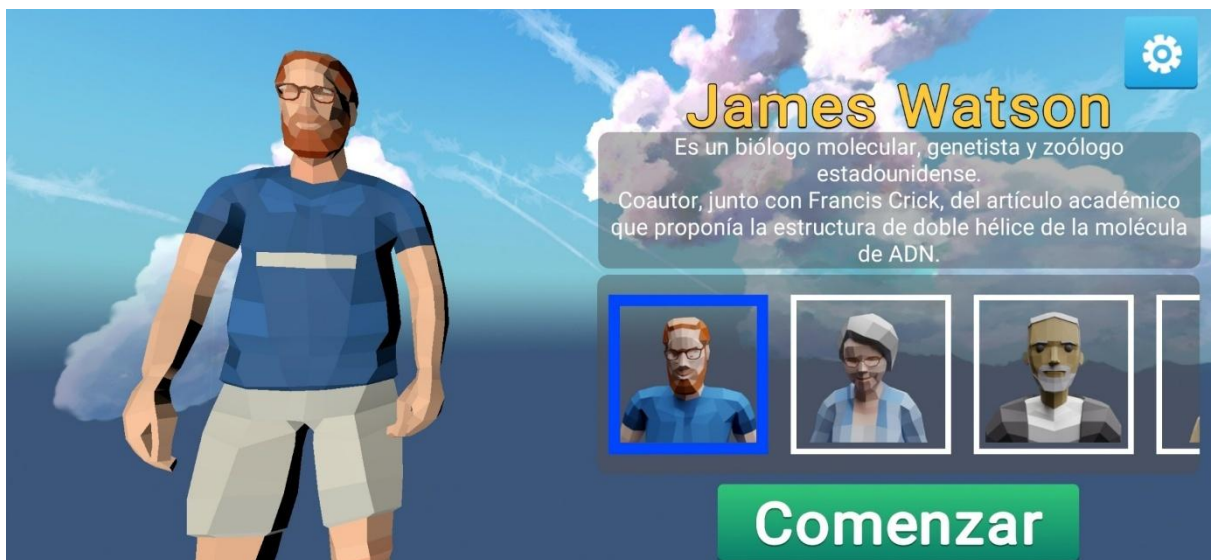 James Watson
Es un biólogo molecular, genetista y zoólogo
estadounidense.
Coautor, junto con Francis Crick, del artículo académico
que proponía la estructura de doble hélice de la molécula
de ADN.
Comenzar